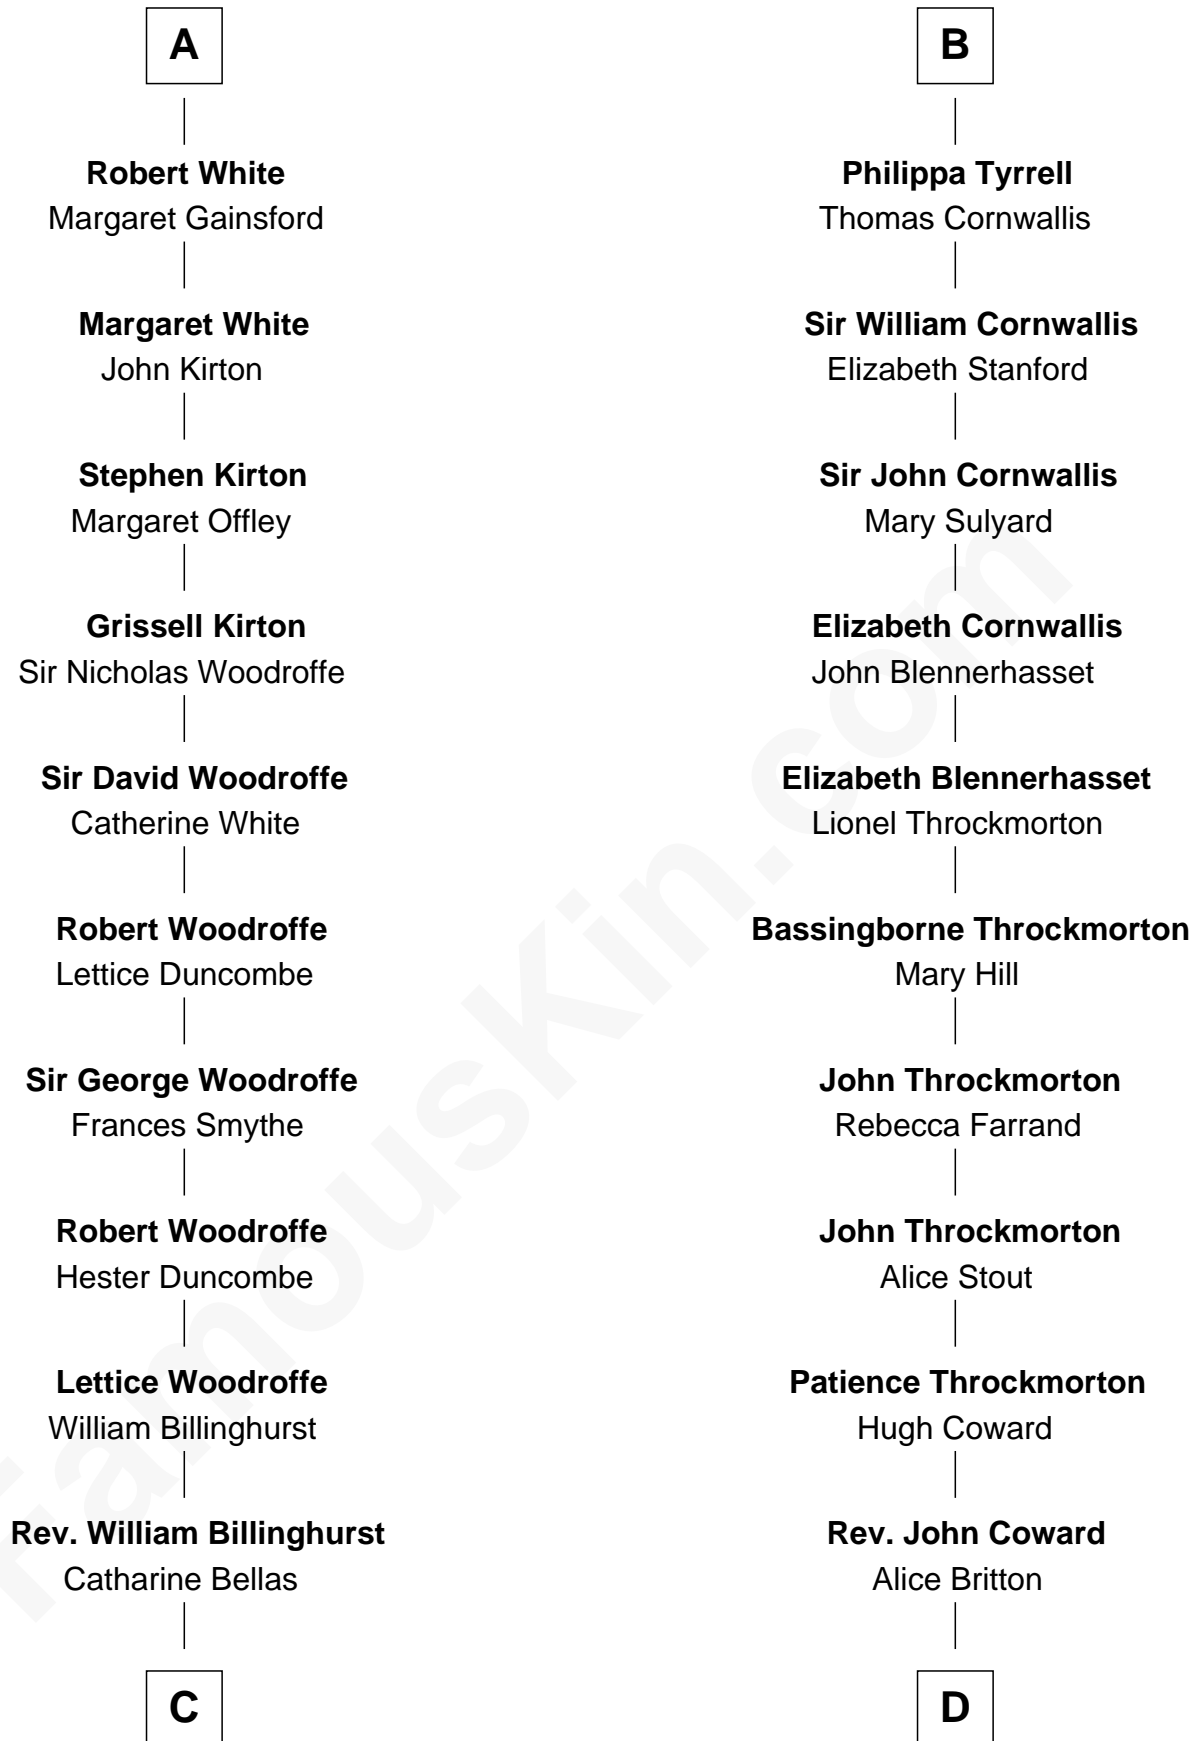 A
Robert White
Margaret Gainsford
Margaret White
John Kirton
Stephen Kirton
Margaret Offley
Grissell Kirton
Sir Nicholas Woodroffe
Sir David Woodroffe
Catherine White
Robert Woodroffe
Lettice Duncombe
Sir George Woodroffe
Frances Smythe
Robert Woodroffe
Hester Duncombe
Lettice Woodroffe
William Billinghurst
Rev. William Billinghurst
Catharine Bellas
C
B
Philippa Tyrrell
Thomas Cornwallis
Sir William Cornwallis
Elizabeth Stanford
Sir John Cornwallis
Mary Sulyard
Elizabeth Cornwallis
John Blennerhasset
Elizabeth Blennerhasset
Lionel Throckmorton
Bassingborne Throckmorton
Mary Hill
John Throckmorton
Rebecca Farrand
John Throckmorton
Alice Stout
Patience Throckmorton
Hugh Coward
Rev. John Coward
Alice Britton
D
FamousKin.com